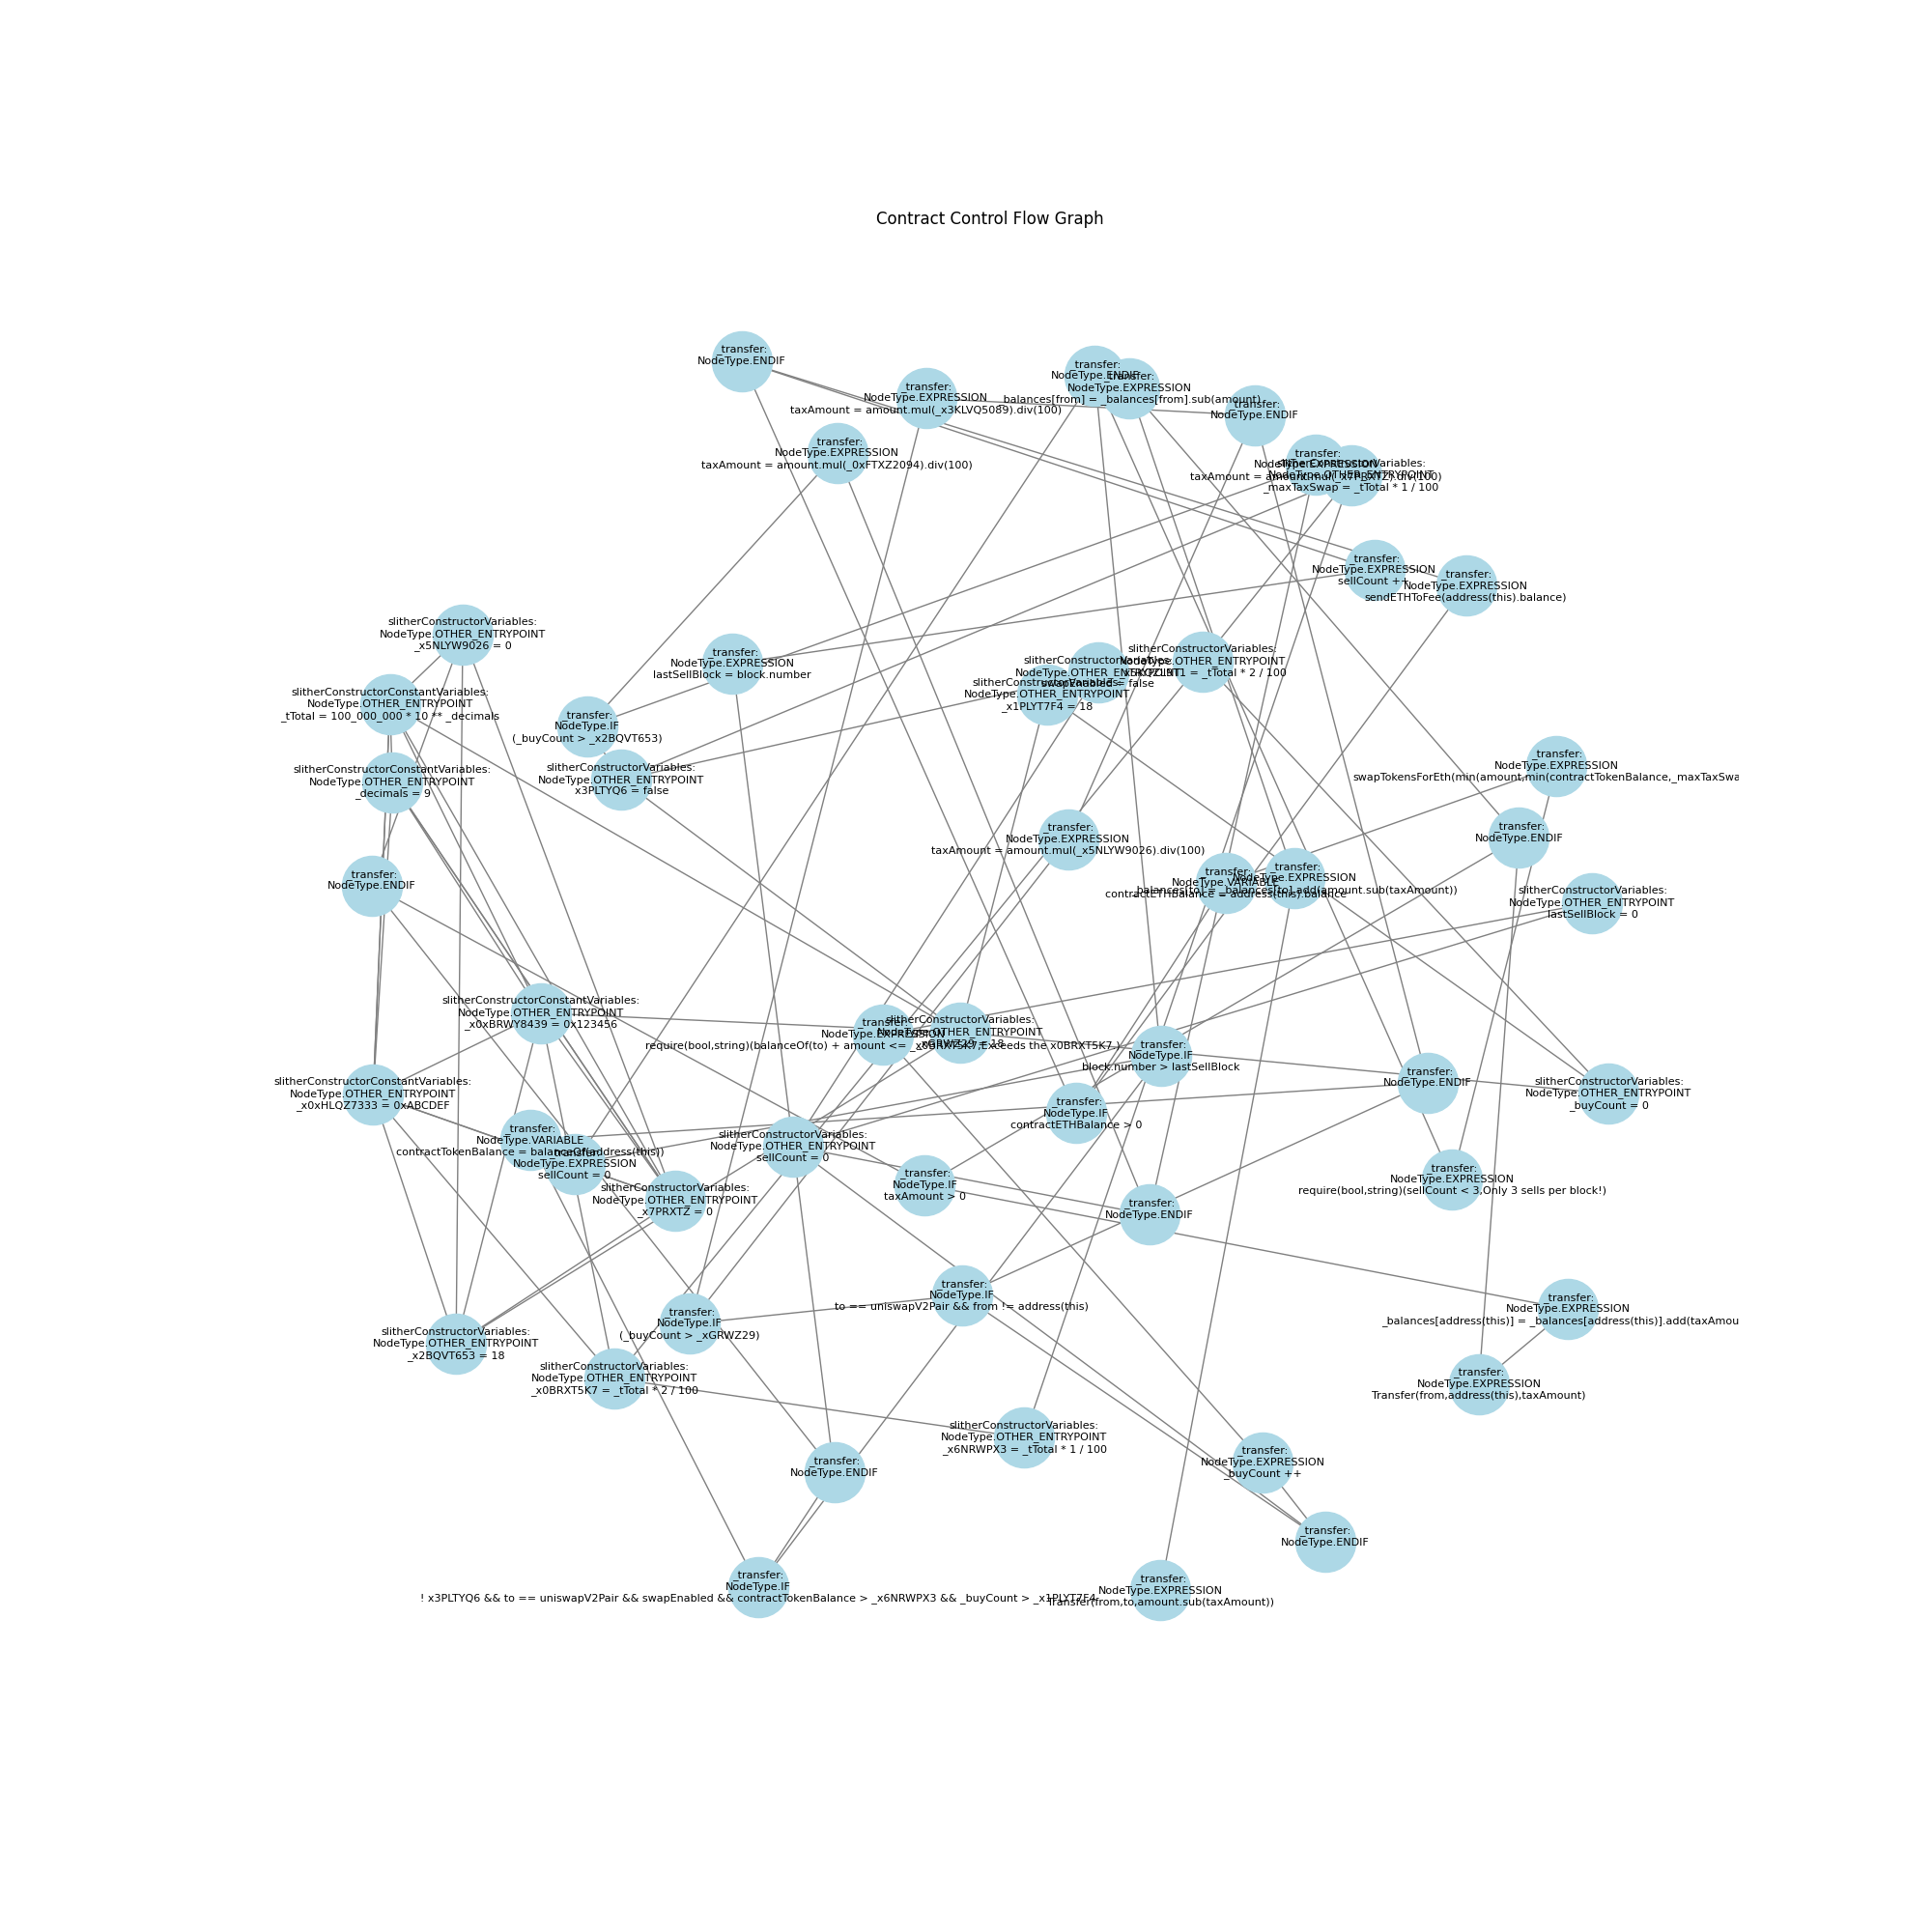 Contract Control Flow Graph
_transfer:
NodeType.ENDIF
_transfer:
NodeType.EXPRESSION
taxAmount = amount.mul(_x3KLVQ5089).div(100)
_transfer:
NodeType.ENDIF
_transfer:
NodeType.EXPRESSION
_balances[from] = _balances[from].sub(amount)
_transfer:
NodeType.ENDIF
_transfer:
NodeType.EXPRESSION
taxAmount = amount.mul(_0xFTXZ2094).div(100)
_transfer:
NodeType.EXPRESSION
taxAmount = amount.mul(_x7PRXTZ).div(100)
slitherConstructorVariables:
NodeType.OTHER_ENTRYPOINT
_maxTaxSwap = _tTotal * 1 / 100
_transfer:
NodeType.EXPRESSION
sellCount ++
_transfer:
NodeType.EXPRESSION
sendETHToFee(address(this).balance)
slitherConstructorVariables:
NodeType.OTHER_ENTRYPOINT
_x5NLYW9026 = 0
_transfer:
NodeType.EXPRESSION
lastSellBlock = block.number
slitherConstructorVariables:
NodeType.OTHER_ENTRYPOINT
swapEnabled = false
slitherConstructorVariables:
NodeType.OTHER_ENTRYPOINT
= _tTotal * 2 / 100
slitherConstructorVariables:
NodeType.OTHER_ENTRYPOINT
_x1PLYT7F4 = 18
slitherConstructorConstantVariables:
NodeType.OTHER_ENTRYPOINT
_tTotal = 100_000_000 * 10 ** _decimals
_transfer:
NodeType.IF
(_buyCount > _x2BQVT653)
slitherConstructorConstantVariables:
NodeType.OTHER_ENTRYPOINT
_decimals = 9
slitherConstructorVariables:
NodeType.OTHER_ENTRYPOINT
x3PLTYQ6 = false
_transfer:
NodeType.EXPRESSION
swapTokensForEth(min(amount,min(contractTokenBalance,_maxTaxSwa
_transfer:
NodeType.EXPRESSION
taxAmount = amount.mul(_x5NLYW9026).div(100)
_transfer:
NodeType.ENDIF
_transfer:
NodeType.ENDIF
_transfer:
NodeType.VARIABLE
contractETHBalance = address(this).balance
_transfer:
NodeType.EXPRESSION
_balances[to] = _balances[to].add(amount.sub(taxAmount))
slitherConstructorVariables:
NodeType.OTHER_ENTRYPOINT
lastSellBlock = 0
slitherConstructorConstantVariables:
NodeType.OTHER_ENTRYPOINT
_x0xBRWY8439 = 0x123456
_transfer:
NodeType.EXPRESSION
require(bool,string)(balanceOf(to) + amount <= _x0BRXT5K7,Exceeds the x0BRXT5K7.)
slitherConstructorVariables:
NodeType.OTHER_ENTRYPOINT
_xGRWZ29 = 18
_transfer:
NodeType.IF
block.number > lastSellBlock
_transfer:
NodeType.ENDIF
slitherConstructorVariables:
NodeType.OTHER_ENTRYPOINT
_buyCount = 0
slitherConstructorConstantVariables:
NodeType.OTHER_ENTRYPOINT
_x0xHLQZ7333 = 0xABCDEF
_transfer:
NodeType.IF
contractETHBalance > 0
_transfer:
NodeType.VARIABLE
contractTokenBalance = balanceOf(address(this))
_transfer:
NodeType.EXPRESSION
sellCount = 0
slitherConstructorVariables:
NodeType.OTHER_ENTRYPOINT
sellCount = 0
_transfer:
NodeType.IF
taxAmount > 0
_transfer:
NodeType.EXPRESSION
require(bool,string)(sellCount < 3,Only 3 sells per block!)
slitherConstructorVariables:
NodeType.OTHER_ENTRYPOINT
_x7PRXTZ = 0
_transfer:
NodeType.ENDIF
_transfer:
NodeType.IF
to == uniswapV2Pair && from != address(this)
_transfer:
NodeType.EXPRESSION
_balances[address(this)] = _balances[address(this)].add(taxAmou
_transfer:
NodeType.IF
(_buyCount > _xGRWZ29)
slitherConstructorVariables:
NodeType.OTHER_ENTRYPOINT
_x2BQVT653 = 18
slitherConstructorVariables:
NodeType.OTHER_ENTRYPOINT
_x0BRXT5K7 = _tTotal * 2 / 100
_transfer:
NodeType.EXPRESSION
Transfer(from,address(this),taxAmount)
slitherConstructorVariables:
NodeType.OTHER_ENTRYPOINT
_x6NRWPX3 = _tTotal * 1 / 100
_transfer:
NodeType.ENDIF
_transfer:
NodeType.EXPRESSION
_buyCount ++
_transfer:
NodeType.ENDIF
_transfer:
NodeType.IF
! x3PLTYQ6 && to == uniswapV2Pair && swapEnabled && contractTokenBalance > _x6NRWPX3 && _buyCount > _x1PLYT7F4
_transfer:
NodeType.EXPRESSION
Transfer(from,to,amount.sub(taxAmount))